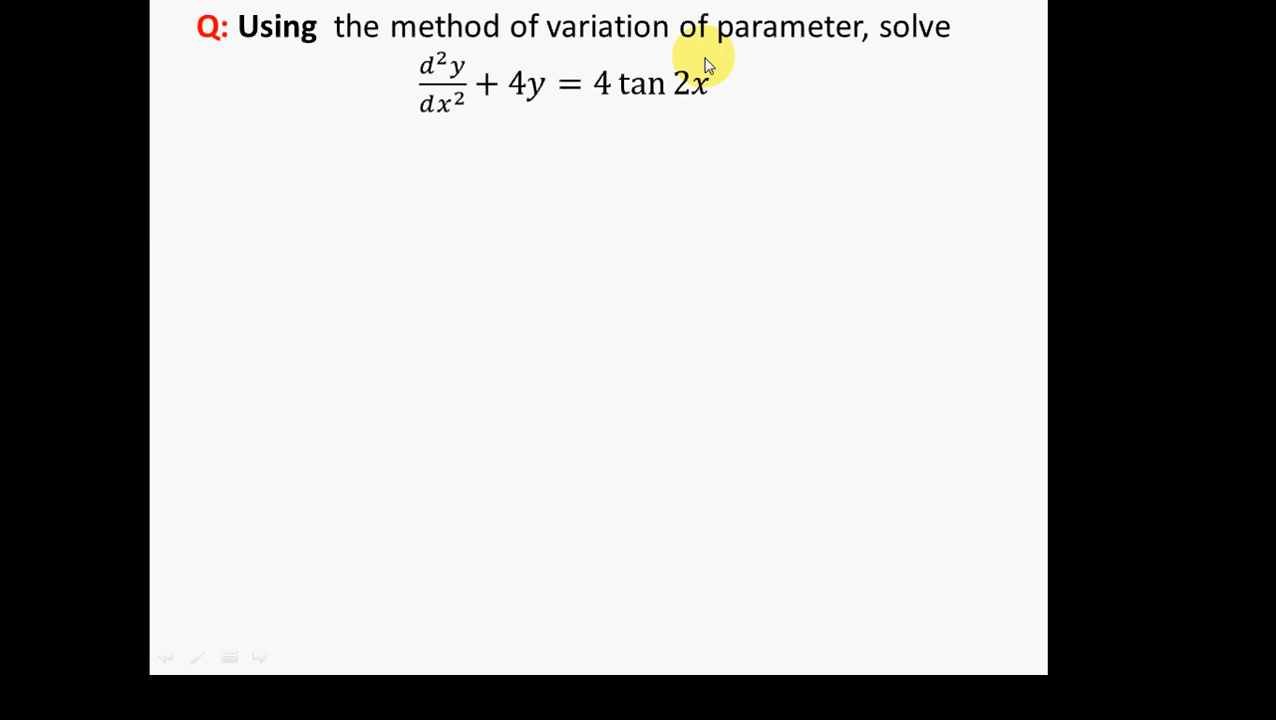 Q: Using the method of variation of parameter, solve
d²y/dx² + 4y = 4 tan 2x